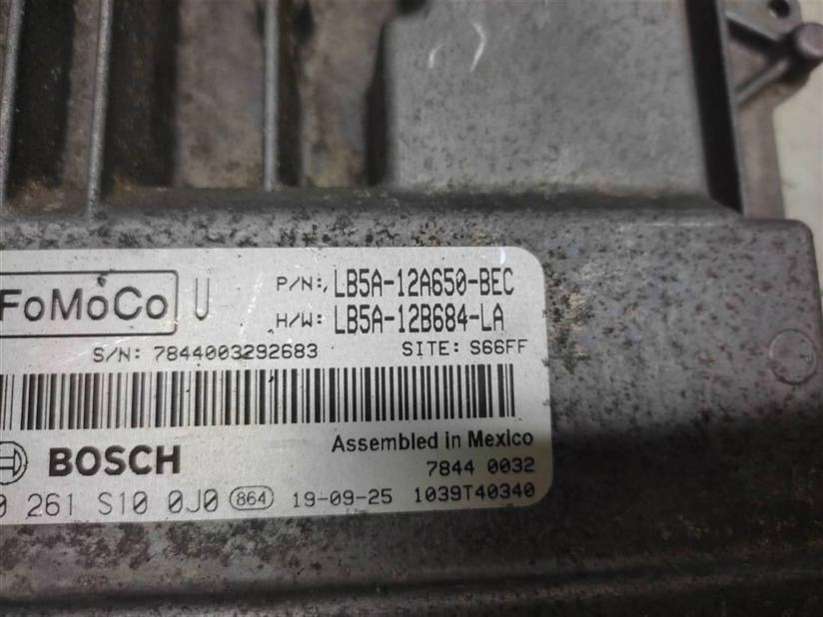 FoMoCo U P/N: LB5A-12A650-BEC
H/W: LB5A-12B684-LA
S/N: 7844003292683 SITE: S66FF
Assembled in Mexico
BOSCH 7844 0032
0 261 S10 0J0 864 19-09-25 1039T40340